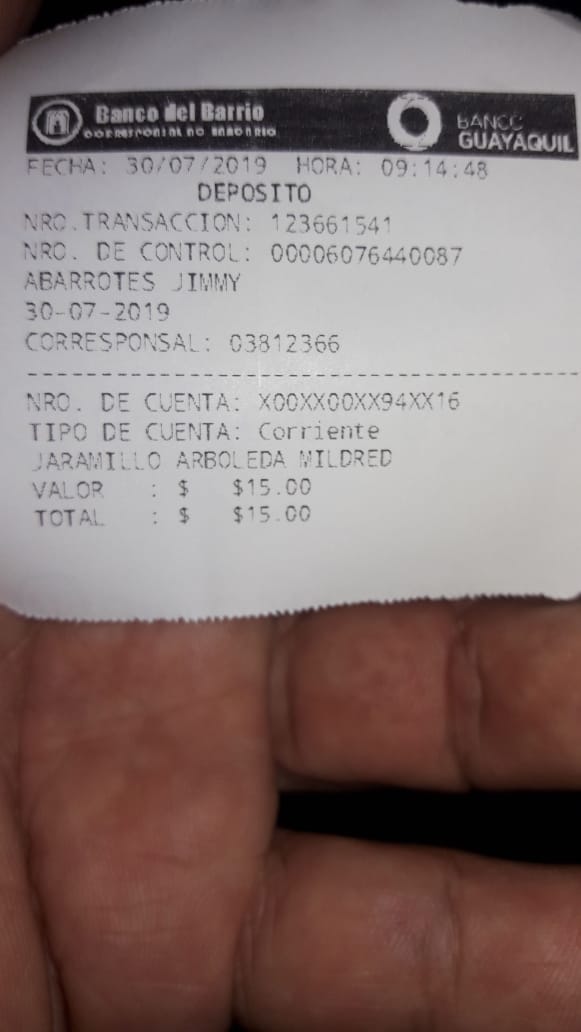 Banco del Barrio
CORRESPONSAL NO BANCARIO
BANCO
GUAYAQUIL
FECHA: 30/07/2019 HORA: 09:14:48
DEPOSITO
NRO.TRANSACCION: 123661541
NRO. DE CONTROL: 00006076440087
ABARROTES JIMMY
30-07-2019
CORRESPONSAL: 03812366
NRO. DE CUENTA: X00XX00XX94XX16
TIPO DE CUENTA: Corriente
JARAMILLO ARBOLEDA MILDRED
VALOR : $ $15.00
TOTAL : $ $15.00